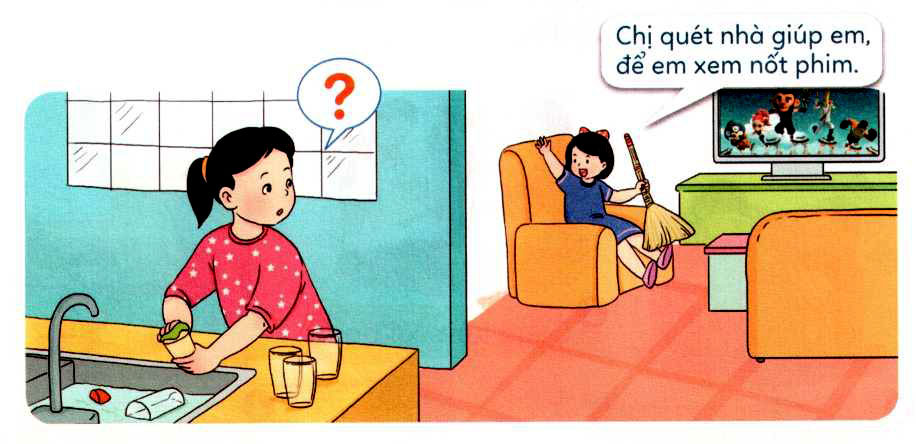 Chị quét nhà giúp em,
để em xem nốt phim.
?